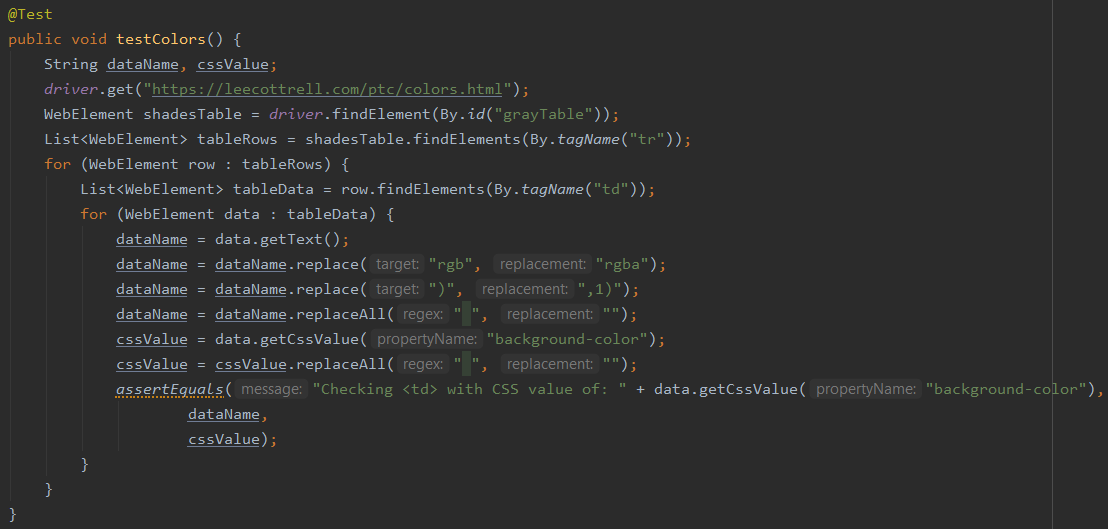 @Test
public void testColors() {
String dataName, cssValue;
driver.get("https://leecottrell.com/ptc/colors.html");
WebElement shadesTable = driver.findElement(By.id("grayTable"));
List<WebElement> tableRows = shadesTable.findElements(By.tagName("tr"));
for (WebElement row : tableRows) {
List<WebElement> tableData = row.findElements(By.tagName("td"));
for (WebElement data : tableData) {
dataName = data.getText();
dataName = dataName.replace( target: "rgb", replacement: "rgba");
dataName = dataName.replace( target: ")", replacement: ",1)");
dataName = dataName.replaceAll( regex: " ", replacement: "");
cssValue = data.getCssValue( propertyName: "background-color");
cssValue = cssValue.replaceAll( regex: " ", replacement: "");
assertEquals( message: "Checking <td> with CSS value of: " + data.getCssValue( propertyName: "background-color"),
dataName,
cssValue);
}
}
}